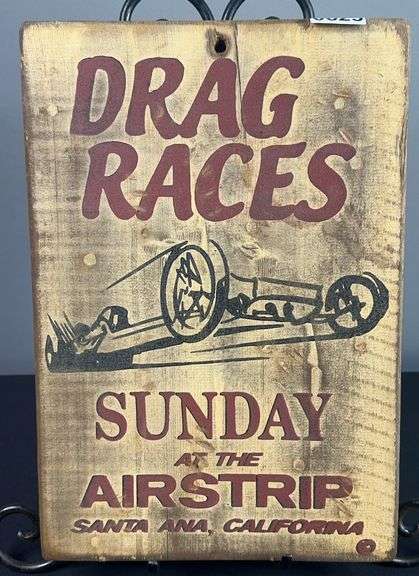 DRAG
RACES
SUNDAY
AT THE
AIRSTRIP
SANTA ANA, CALIFORINA